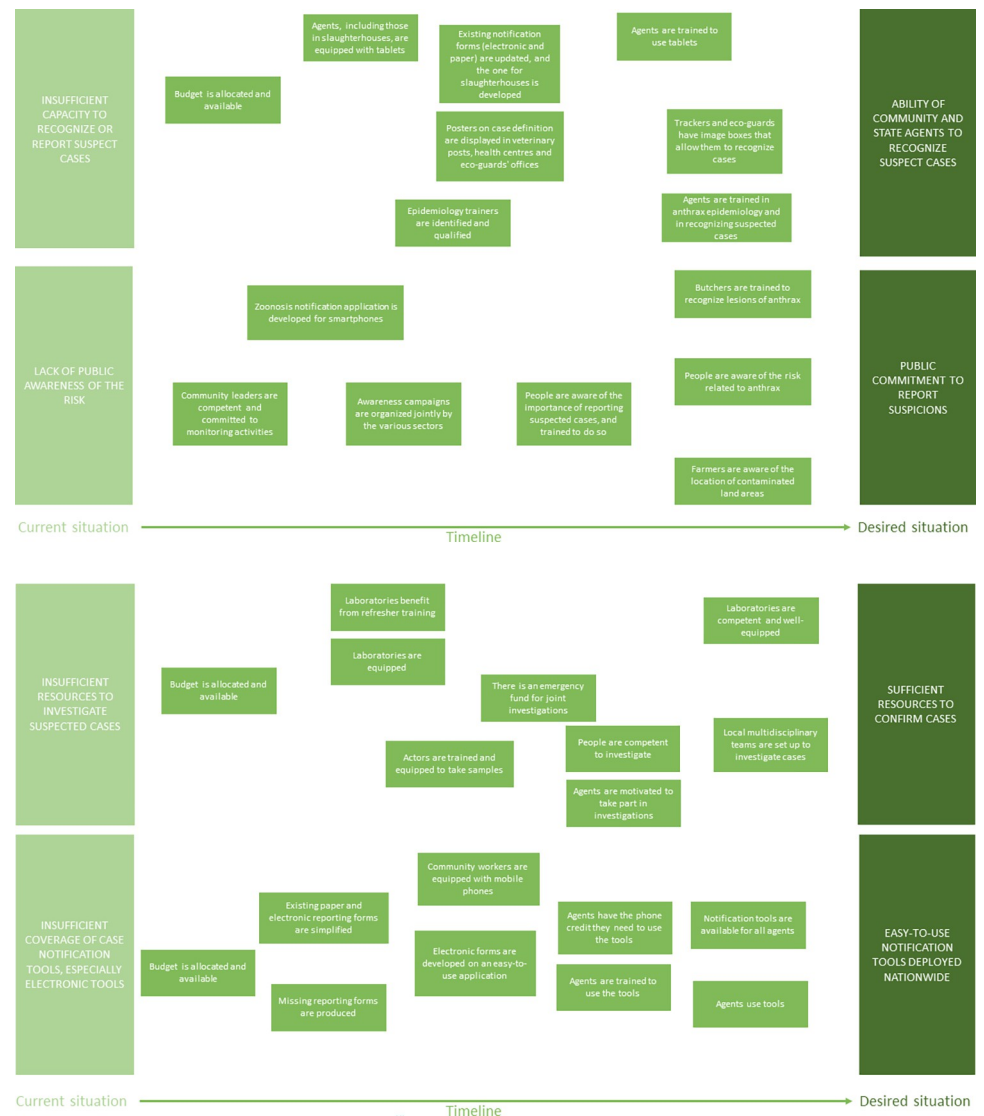 INSUFFICIENT
CAPACITY TO
RECOGNIZE OR
REPORT SUSPECT
CASES
Budget is allocated and
available
Agents, including those
in slaughterhouses, are
equipped with tablets
Existing notification
forms (electronic and
paper) are updated, and
the one for
slaughterhouses is
developed
Posters on case definition
are displayed in veterinary
posts, health centres and
eco-guards' offices
Epidemiology trainers
are identified and
qualified
Agents are trained to
use tablets
Trackers and eco-guards
have image boxes that
allow them to recognize
cases
Agents are trained in
anthrax epidemiology and
in recognizing suspected
cases
ABILITY OF
COMMUNITY AND
STATE AGENTS TO
RECOGNIZE
SUSPECT CASES
LACK OF PUBLIC
AWARENESS OF THE
RISK
Zoonosis notification application is
developed for smartphones
Community leaders are
competent and
committed to
monitoring activities
Awareness campaigns
are organized jointly by
the various sectors
People are aware of the
importance of reporting
suspected cases, and
trained to do so
Butchers are trained to
recognize lesions of anthrax
People are aware of the risk
related to anthrax
Farmers are aware of the
location of contaminated
land areas
PUBLIC
COMMITMENT TO
REPORT
SUSPICIONS
Current situation
Timeline
Desired situation
INSUFFICIENT
RESOURCES TO
INVESTIGATE
SUSPECTED CASES
Budget is allocated and
available
Laboratories benefit
from refresher training
Laboratories are
equipped
Actors are trained and
equipped to take samples
There is an emergency
fund for joint
investigations
People are competent
to investigate
Agents are motivated to
take part in
investigations
Laboratories are
competent and well-
equipped
Local multidisciplinary
teams are set up to
investigate cases
SUFFICIENT
RESOURCES TO
CONFIRM CASES
INSUFFICIENT
COVERAGE OF CASE
NOTIFICATION
TOOLS, ESPECIALLY
ELECTRONIC TOOLS
Budget is allocated and
available
Existing paper and
electronic reporting forms
are simplified
Missing reporting forms
are produced
Community workers are
equipped with mobile
phones
Electronic forms are
developed on an easy-to-
use application
Agents have the phone
credit they need to use
the tools
Agents are trained to
use the tools
Notification tools are
available for all agents
Agents use tools
EASY-TO-USE
NOTIFICATION
TOOLS DEPLOYED
NATIONWIDE
Current situation
Timeline
Desired situation